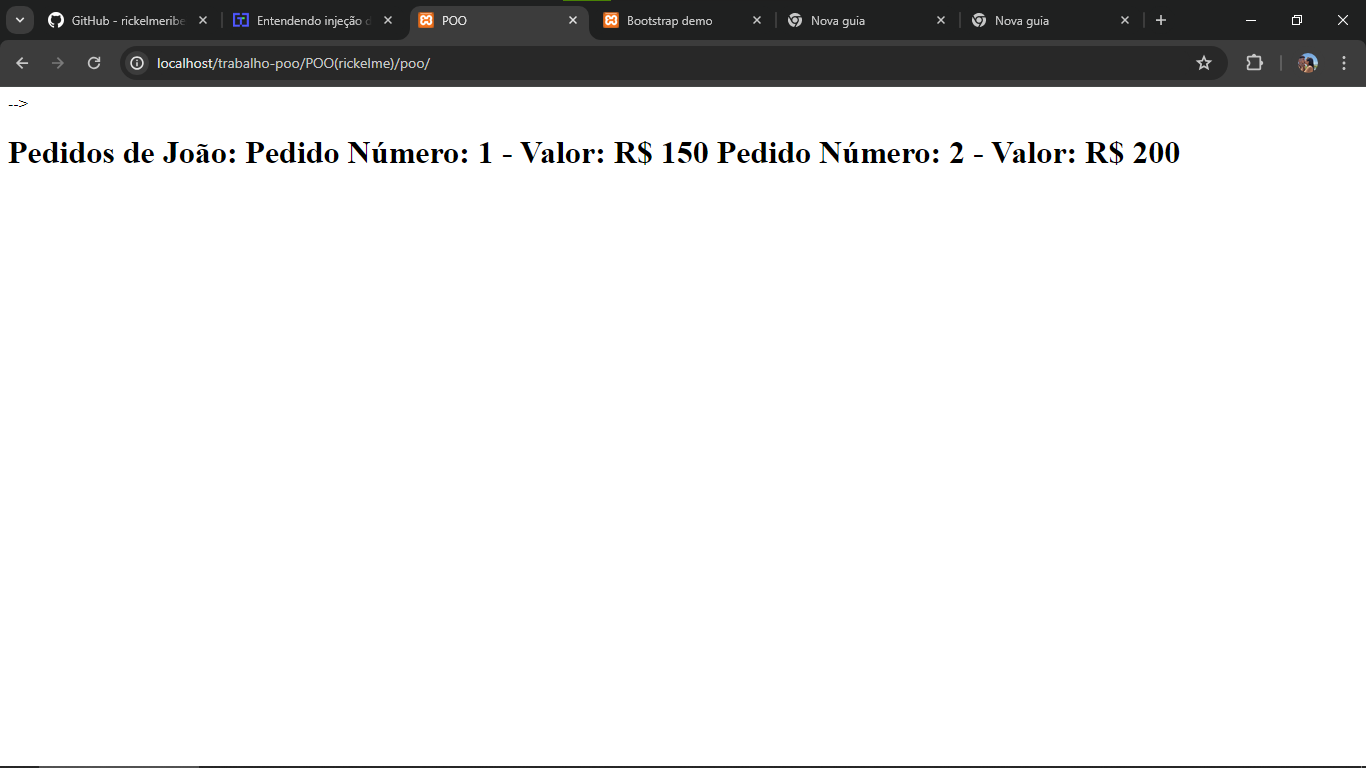 GitHub - rickelmeribe
Entendendo injeção d
POO
Bootstrap demo
Nova guia
Nova guia
localhost/trabalho-poo/POO(rickelme)/poo/
-->
Pedidos de João: Pedido Número: 1 - Valor: R$ 150 Pedido Número: 2 - Valor: R$ 200